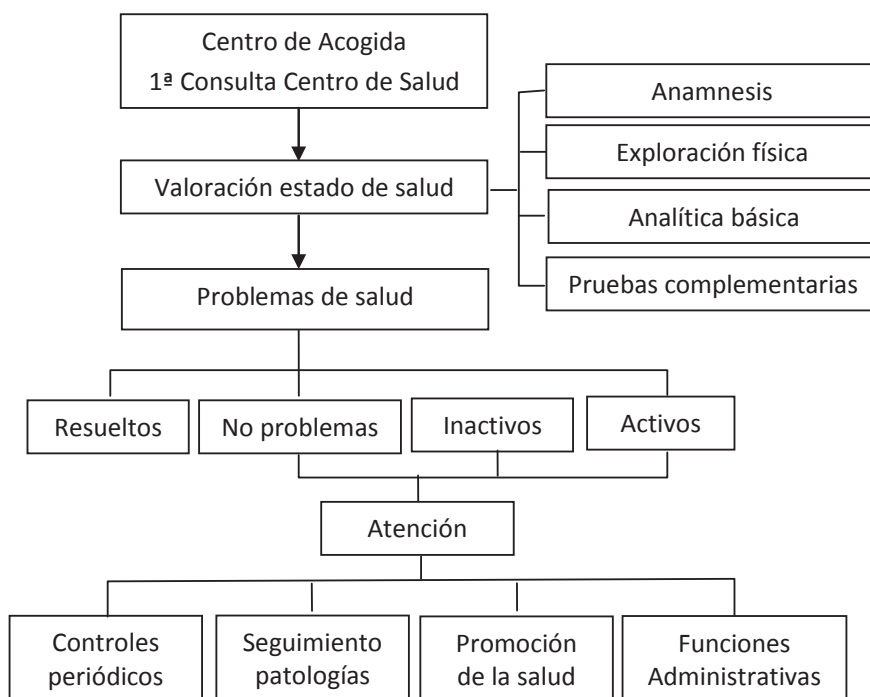 Centro de Acogida
1ª Consulta Centro de Salud
Anamnesis
Exploración física
Valoración estado de salud
Analítica básica
Pruebas complementarias
Problemas de salud
Resueltos
No problemas
Inactivos
Activos
Atención
Controles
periódicos
Seguimiento
patologías
Promoción
de la salud
Funciones
Administrativas